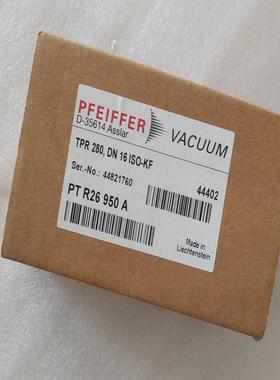 PFEIFFER VACUUM
D-35614 Asslar
TPR 280, DN 16 ISO-KF
Ser.-No.: 44821760
44402
PT R26 950 A
Made in
Liechtenstein